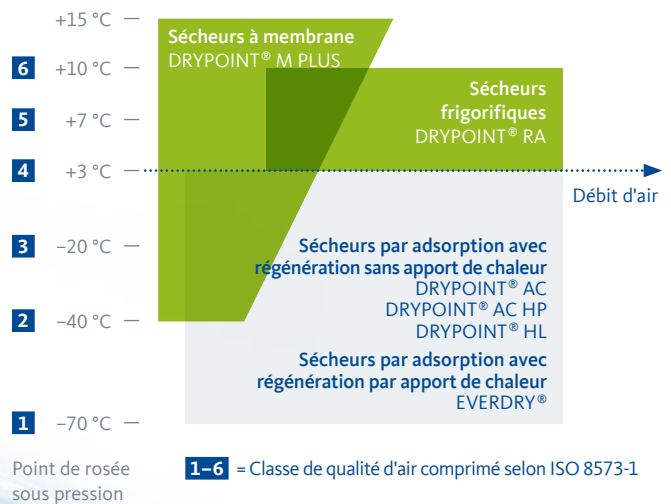 +15 °C
Sécheurs à membrane
DRYPOINT® M PLUS
6 +10 °C
Sécheurs
frigorifiques
DRYPOINT® RA
5 +7 °C
4 +3 °C
Débit d'air
3 –20 °C
Sécheurs par adsorption avec
régénération sans apport de chaleur
DRYPOINT® AC
DRYPOINT® AC HP
DRYPOINT® HL
2 –40 °C
Sécheurs par adsorption avec
régénération par apport de chaleur
EVERDRY®
1 –70 °C
Point de rosée
sous pression
1–6 = Classe de qualité d'air comprimé selon ISO 8573-1